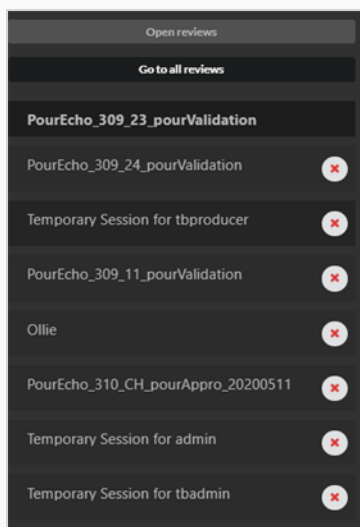 Open reviews
Go to all reviews
PourEcho_309_23_pourValidation
PourEcho_309_24_pourValidation
Temporary Session for tbproducer
PourEcho_309_11_pourValidation
Ollie
PourEcho_310_CH_pourAppro_20200511
Temporary Session for admin
Temporary Session for tbadmin